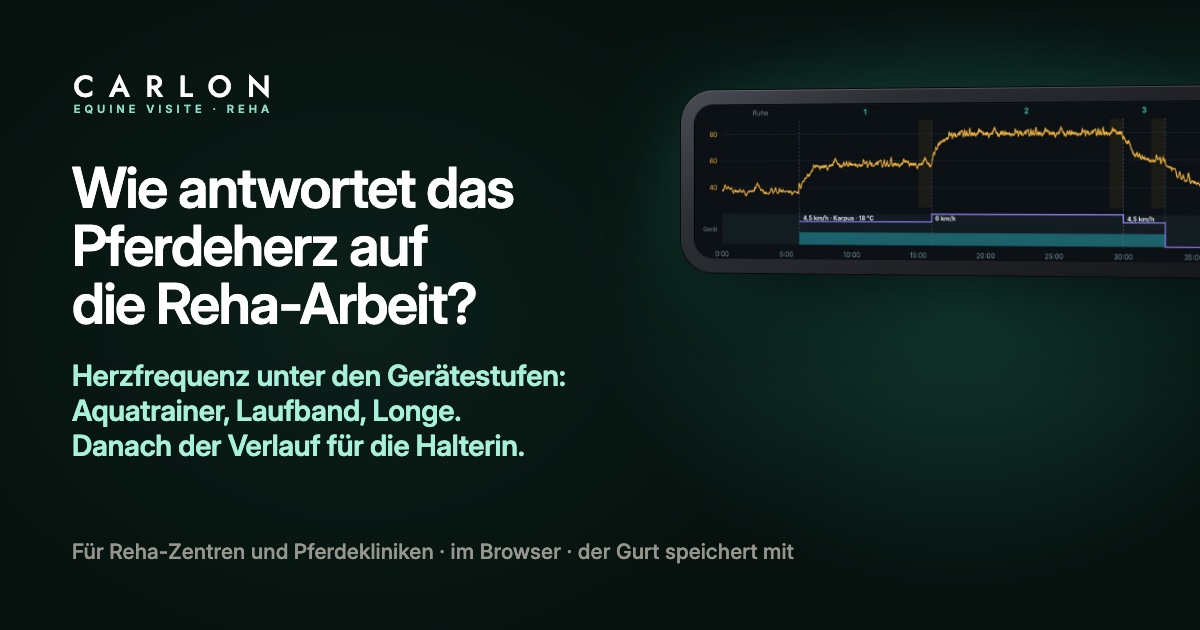 CARLON
EQUINE VISITE · REHA
Wie antwortet das
Pferdeherz auf
die Reha-Arbeit?
Herzfrequenz unter den Gerätestufen:
Aquatrainer, Laufband, Longe.
Danach der Verlauf für die Halterin.
Für Reha-Zentren und Pferdekliniken · im Browser · der Gurt speichert mit
Ruhe 1 2 3
80
60
40
4,5 km/h · Karpus · 18 °C 6 km/h 4,5 km/h
Gerät
0:00 5:00 10:00 15:00 20:00 25:00 30:00 35:00